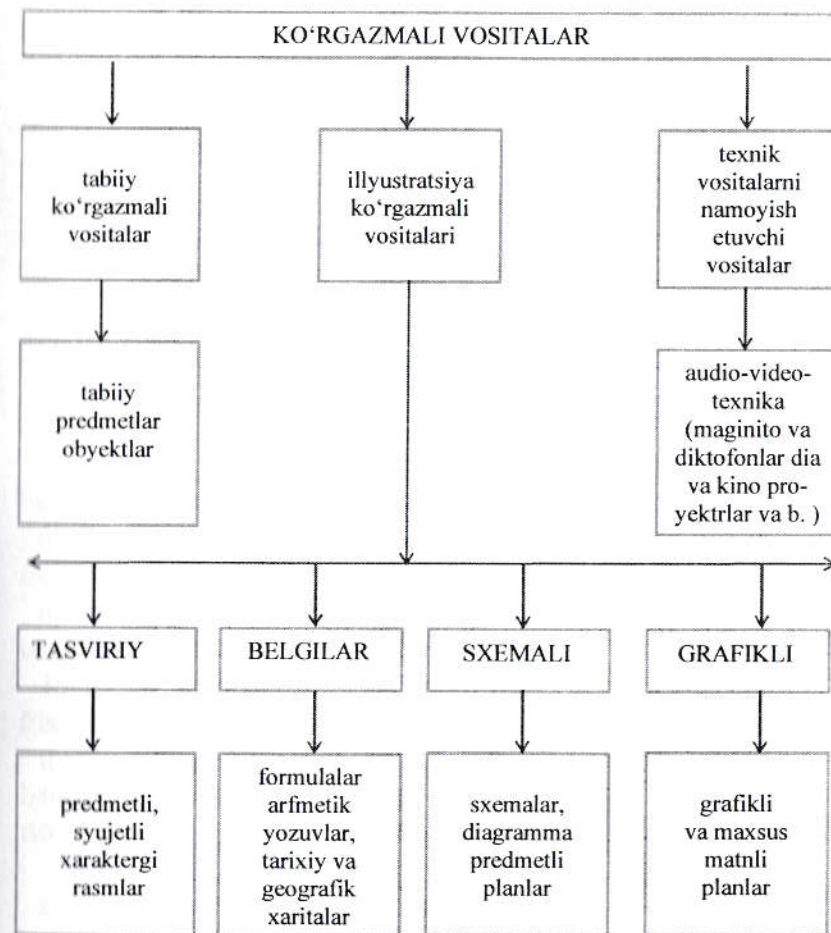 KO‘RGAZMALI VOSITALAR
tabiiy
ko‘rgazmali
vositalar
illyustratsiya
ko‘rgazmali
vositalari
texnik
vositalarni
namoyish
etuvchi
vositalar
tabiiy
predmetlar
obyektlar
audio-video-
texnika
(maginito va
diktofonlar dia
va kino pro-
yektrlar va b. )
TASVIRIY
BELGILAR
SXEMALI
GRAFIKLI
predmetli,
syujetli
xaraktergi
rasmlar
formulalar
arfmetik
yozuvlar,
tarixiy va
geografik
xaritalar
sxemalar,
diagramma
predmetli
planlar
grafikli
va maxsus
matnli
planlar